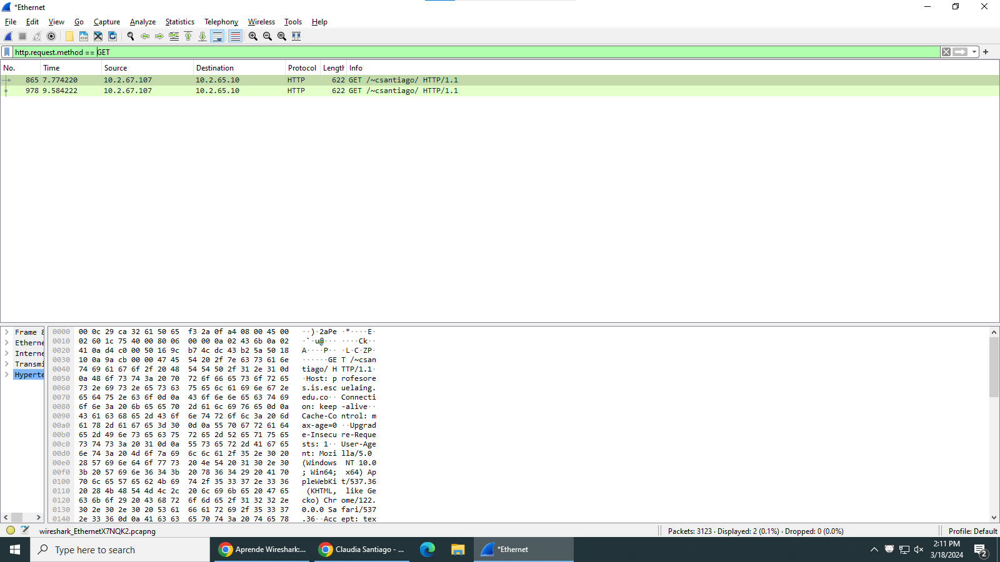 *Ethernet
File Edit View Go Capture Analyze Statistics Telephony Wireless Tools Help
http.request.method == GET
No. Time Source Destination Protocol Length Info
865 7.774220 10.2.67.107 10.2.65.10 HTTP 622 GET /~csantiago/ HTTP/1.1
978 9.584222 10.2.67.107 10.2.65.10 HTTP 622 GET /~csantiago/ HTTP/1.1
Frame 8
Etherne
Interne
Transmi
Hyperte
0000 00 0c 29 ca 32 61 50 65 f3 2a 0f a4 08 00 45 00 ··)·2aPe ·*····E·
0010 02 60 1c 75 40 00 80 06 00 00 0a 02 43 6b 0a 02 ·`·u@··· ····Ck··
0020 41 0a d4 c0 00 50 16 9c b7 4c dc 43 b2 5a 50 18 A····P·· ·L·C·ZP·
0030 10 0a 9a cb 00 00 47 45 54 20 2f 7e 63 73 61 6e ······GE T /~csan
0040 74 69 61 67 6f 2f 20 48 54 54 50 2f 31 2e 31 0d tiago/ H TTP/1.1·
0050 0a 48 6f 73 74 3a 20 70 72 6f 66 65 73 6f 72 65 ·Host: p rofesore
0060 73 2e 69 73 2e 65 73 63 75 65 6c 61 69 6e 67 2e s.is.esc uelaing.
0070 65 64 75 2e 63 6f 0d 0a 43 6f 6e 6e 65 63 74 69 edu.co·· Connecti
0080 6f 6e 3a 20 6b 65 65 70 2d 61 6c 69 76 65 0d 0a on: keep -alive··
0090 43 61 63 68 65 2d 43 6f 6e 74 72 6f 6c 3a 20 6d Cache-Co ntrol: m
00a0 61 78 2d 61 67 65 3d 30 0d 0a 55 70 67 72 61 64 ax-age=0 ··Upgrad
00b0 65 2d 49 6e 73 65 63 75 72 65 2d 52 65 71 75 65 e-Insecu re-Reque
00c0 73 74 73 3a 20 31 0d 0a 55 73 65 72 2d 41 67 65 sts: 1·· User-Age
00d0 6e 74 3a 20 4d 6f 7a 69 6c 6c 61 2f 35 2e 30 20 nt: Mozi lla/5.0
00e0 28 57 69 6e 64 6f 77 73 20 4e 54 20 31 30 2e 30 (Windows NT 10.0
00f0 3b 20 57 69 6e 36 34 3b 20 78 36 34 29 20 41 70 ; Win64; x64) Ap
0100 70 6c 65 57 65 62 4b 69 74 2f 35 33 37 2e 33 36 pleWebKi t/537.36
0110 20 28 4b 48 54 4d 4c 2c 20 6c 69 6b 65 20 47 65 (KHTML, like Ge
0120 63 6b 6f 29 20 43 68 72 6f 6d 65 2f 31 32 32 2e cko) Chr ome/122.
0130 30 2e 30 2e 30 20 53 61 66 61 72 69 2f 35 33 37 0.0.0 Sa fari/537
0140 2e 33 36 0d 0a 41 63 63 65 70 74 3a 20 74 65 78 .36··Acc ept: tex
wireshark_EthernetX7NQK2.pcapng Packets: 3123 · Displayed: 2 (0.1%) · Dropped: 0 (0.0%) Profile: Default
Type here to search Aprende Wireshark:... Claudia Santiago - ... *Ethernet 2:11 PM
3/18/2024 2